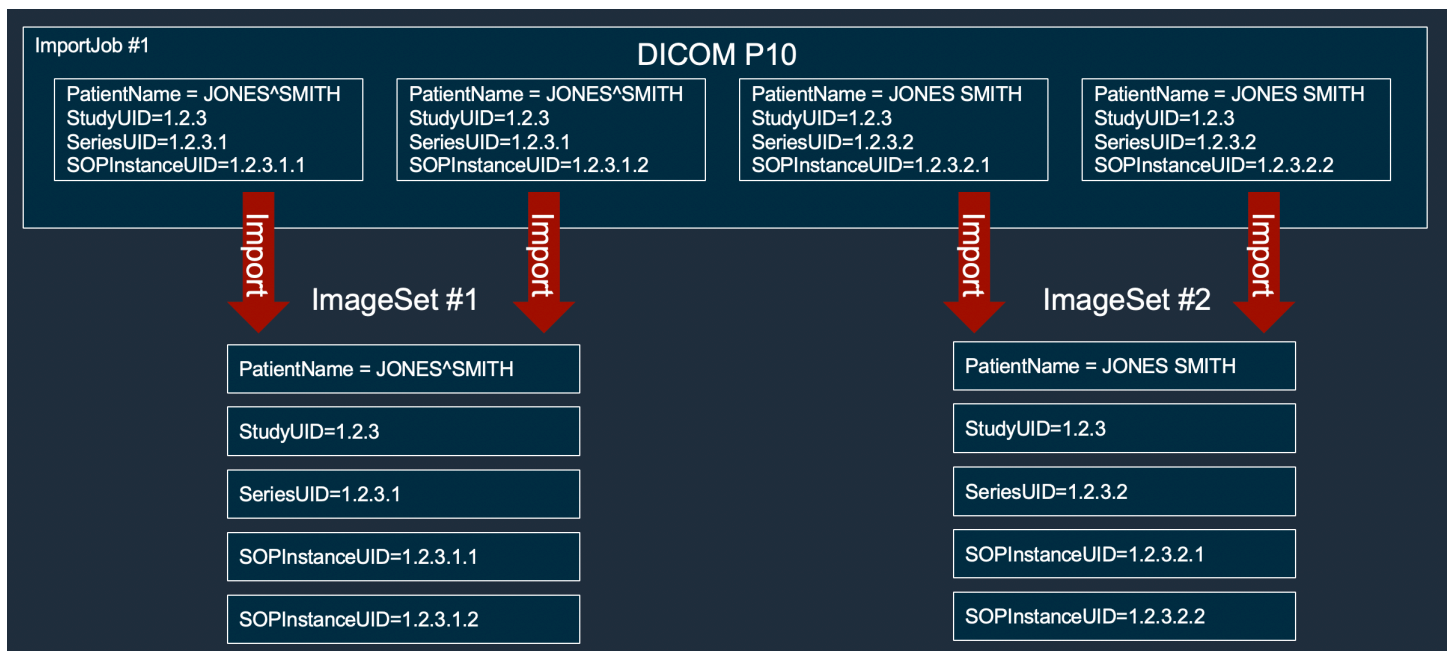 ImportJob #1
DICOM P10
PatientName = JONES^SMITH
StudyUID=1.2.3
SeriesUID=1.2.3.1
SOPInstanceUID=1.2.3.1.1
PatientName = JONES^SMITH
StudyUID=1.2.3
SeriesUID=1.2.3.1
SOPInstanceUID=1.2.3.1.2
PatientName = JONES SMITH
StudyUID=1.2.3
SeriesUID=1.2.3.2
SOPInstanceUID=1.2.3.2.1
PatientName = JONES SMITH
StudyUID=1.2.3
SeriesUID=1.2.3.2
SOPInstanceUID=1.2.3.2.2
Import
Import
Import
Import
ImageSet #1
PatientName = JONES^SMITH
StudyUID=1.2.3
SeriesUID=1.2.3.1
SOPInstanceUID=1.2.3.1.1
SOPInstanceUID=1.2.3.1.2
ImageSet #2
PatientName = JONES SMITH
StudyUID=1.2.3
SeriesUID=1.2.3.2
SOPInstanceUID=1.2.3.2.1
SOPInstanceUID=1.2.3.2.2